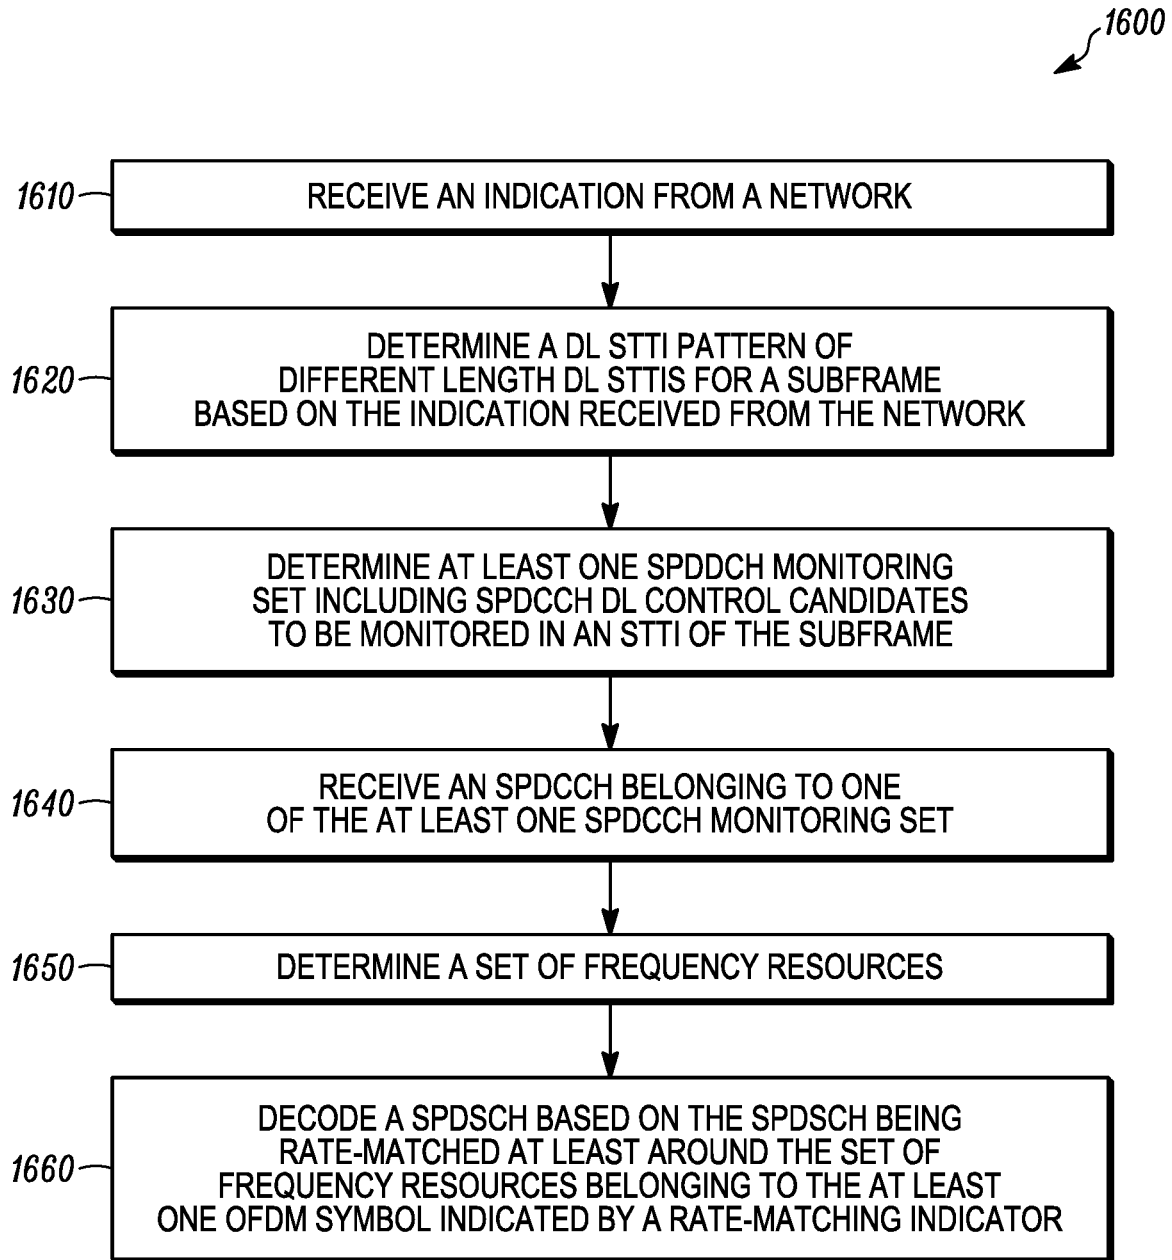 1600
1610
RECEIVE AN INDICATION FROM A NETWORK
1620
DETERMINE A DL STTI PATTERN OF
DIFFERENT LENGTH DL STTIS FOR A SUBFRAME
BASED ON THE INDICATION RECEIVED FROM THE NETWORK
1630
DETERMINE AT LEAST ONE SPDDCH MONITORING
SET INCLUDING SPDCCH DL CONTROL CANDIDATES
TO BE MONITORED IN AN STTI OF THE SUBFRAME
1640
RECEIVE AN SPDCCH BELONGING TO ONE
OF THE AT LEAST ONE SPDCCH MONITORING SET
1650
DETERMINE A SET OF FREQUENCY RESOURCES
1660
DECODE A SPDSCH BASED ON THE SPDSCH BEING
RATE-MATCHED AT LEAST AROUND THE SET OF
FREQUENCY RESOURCES BELONGING TO THE AT LEAST
ONE OFDM SYMBOL INDICATED BY A RATE-MATCHING INDICATOR